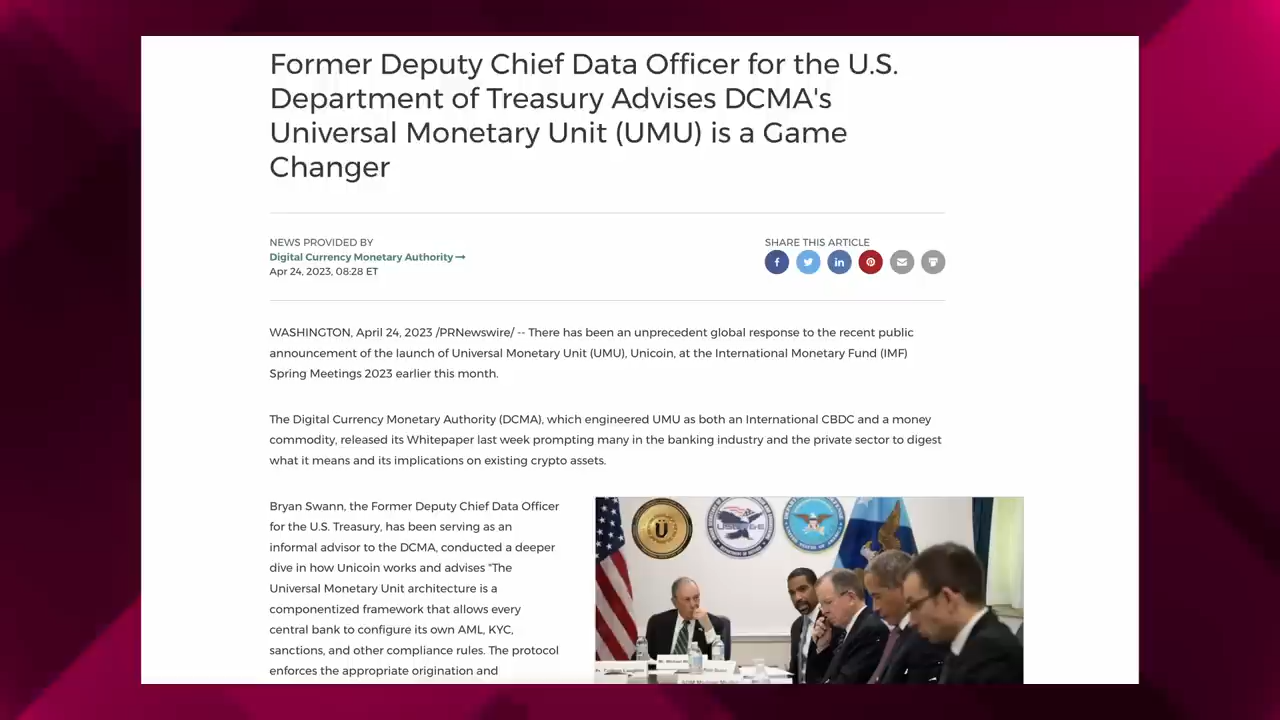 Former Deputy Chief Data Officer for the U.S.
Department of Treasury Advises DCMA's
Universal Monetary Unit (UMU) is a Game
Changer
NEWS PROVIDED BY
Digital Currency Monetary Authority →
Apr 24, 2023, 08:28 ET
SHARE THIS ARTICLE
WASHINGTON, April 24, 2023 /PRNewswire/ -- There has been an unprecedent global response to the recent public
announcement of the launch of Universal Monetary Unit (UMU), Unicoin, at the International Monetary Fund (IMF)
Spring Meetings 2023 earlier this month.
The Digital Currency Monetary Authority (DCMA), which engineered UMU as both an International CBDC and a money
commodity, released its Whitepaper last week prompting many in the banking industry and the private sector to digest
what it means and its implications on existing crypto assets.
Bryan Swann, the Former Deputy Chief Data Officer
for the U.S. Treasury, has been serving as an
informal advisor to the DCMA, conducted a deeper
dive in how Unicoin works and advises "The
Universal Monetary Unit architecture is a
componentized framework that allows every
central bank to configure its own AML, KYC,
sanctions, and other compliance rules. The protocol
enforces the appropriate origination and